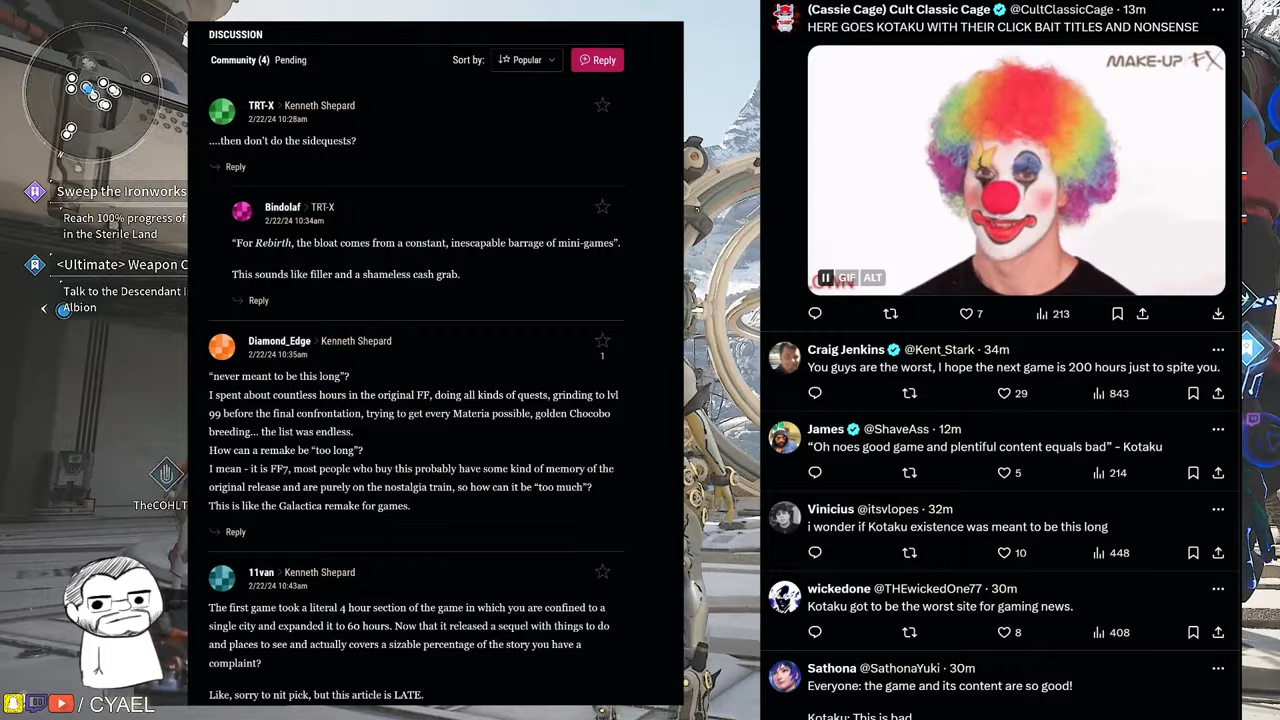 Sweep the Ironworks
Reach 100% progress of
in the Sterile Land
<Ultimate> Weapon C
Talk to the Descendant i
Albion
TheCOHLT
/ CYAEL
DISCUSSION
Community (4) Pending
Sort by: Popular
Reply
TRT-X > Kenneth Shepard
2/22/24 10:28am
....then don't do the sidequests?
Reply
Bindolaf > TRT-X
2/22/24 10:34am
“For Rebirth, the bloat comes from a constant, inescapable barrage of mini-games”.
This sounds like filler and a shameless cash grab.
Reply
Diamond_Edge > Kenneth Shepard
2/22/24 10:35am
1
“never meant to be this long”?
I spent about countless hours in the original FF, doing all kinds of quests, grinding to lvl
99 before the final confrontation, trying to get every Materia possible, golden Chocobo
breeding... the list was endless.
How can a remake be “too long”?
I mean - it is FF7, most people who buy this probably have some kind of memory of the
original release and are purely on the nostalgia train, so how can it be “too much”?
This is like the Galactica remake for games.
Reply
11van > Kenneth Shepard
2/22/24 10:43am
The first game took a literal 4 hour section of the game in which you are confined to a
single city and expanded it to 60 hours. Now that it released a sequel with things to do
and places to see and actually covers a sizable percentage of the story you have a
complaint?
Like, sorry to nit pick, but this article is LATE.
(Cassie Cage) Cult Classic Cage @CultClassicCage · 13m
HERE GOES KOTAKU WITH THEIR CLICK BAIT TITLES AND NONSENSE
MAKE-UP FX
GIF ALT
7 213
Craig Jenkins @Kent_Stark · 34m
You guys are the worst, I hope the next game is 200 hours just to spite you.
29 843
James @ShaveAss · 12m
“Oh noes good game and plentiful content equals bad” - Kotaku
5 214
Vinicius @itsvlopes · 32m
i wonder if Kotaku existence was meant to be this long
10 448
wickedone @THEwickedOne77 · 30m
Kotaku got to be the worst site for gaming news.
8 408
Sathona @SathonaYuki · 30m
Everyone: the game and its content are so good!
Kotaku: This is bad